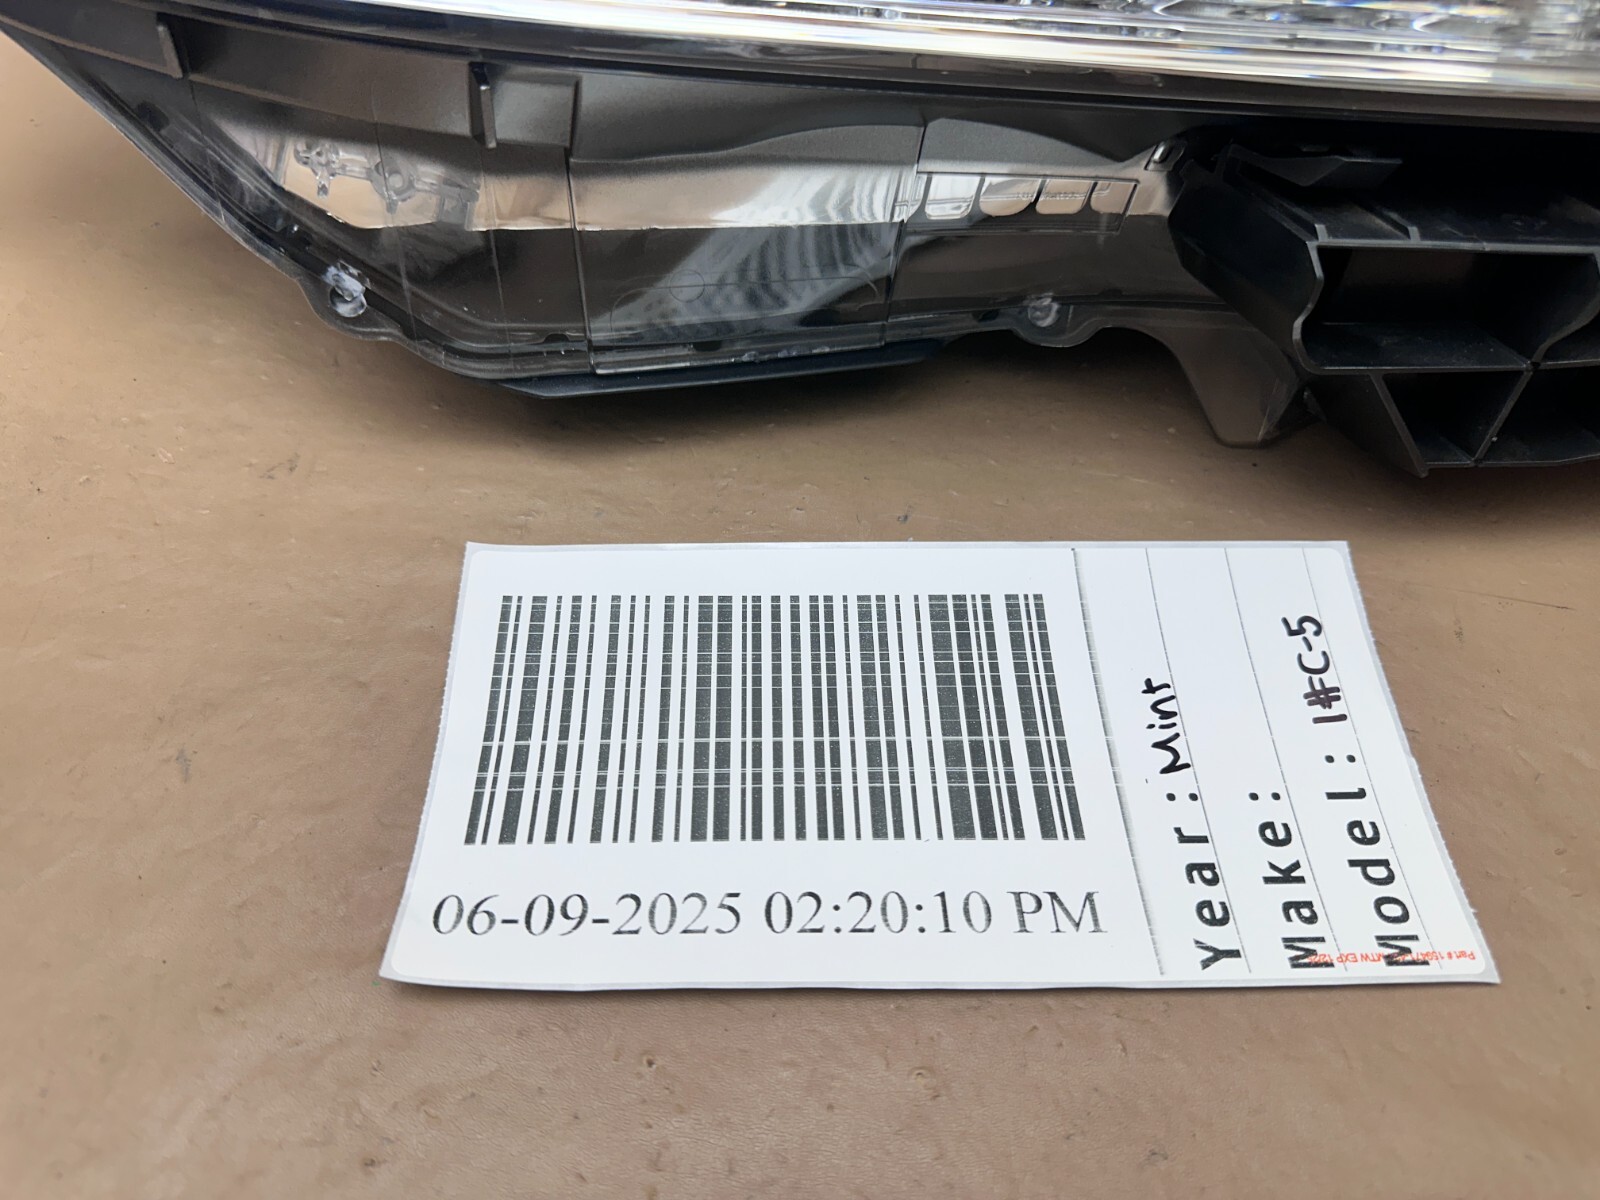 06-09-2025 02:20:10 PM
Year: Mint
Make:
Model: 1#C-5